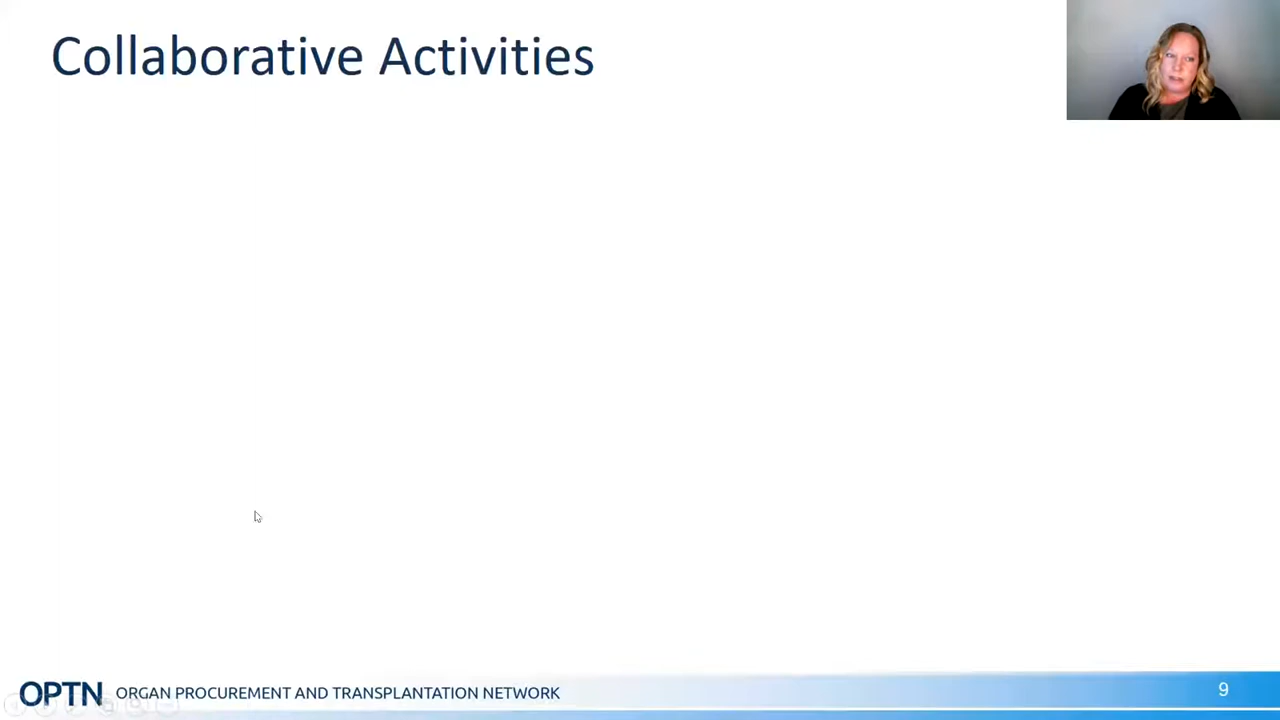 Collaborative Activities
OPTN ORGAN PROCUREMENT AND TRANSPLANTATION NETWORK
9